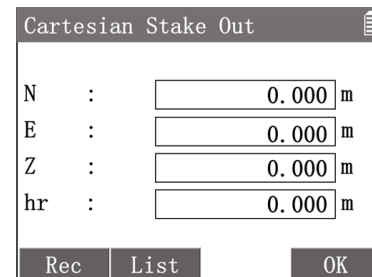 Cartesian Stake Out
N : 0.000 m
E : 0.000 m
Z : 0.000 m
hr : 0.000 m
Rec List OK